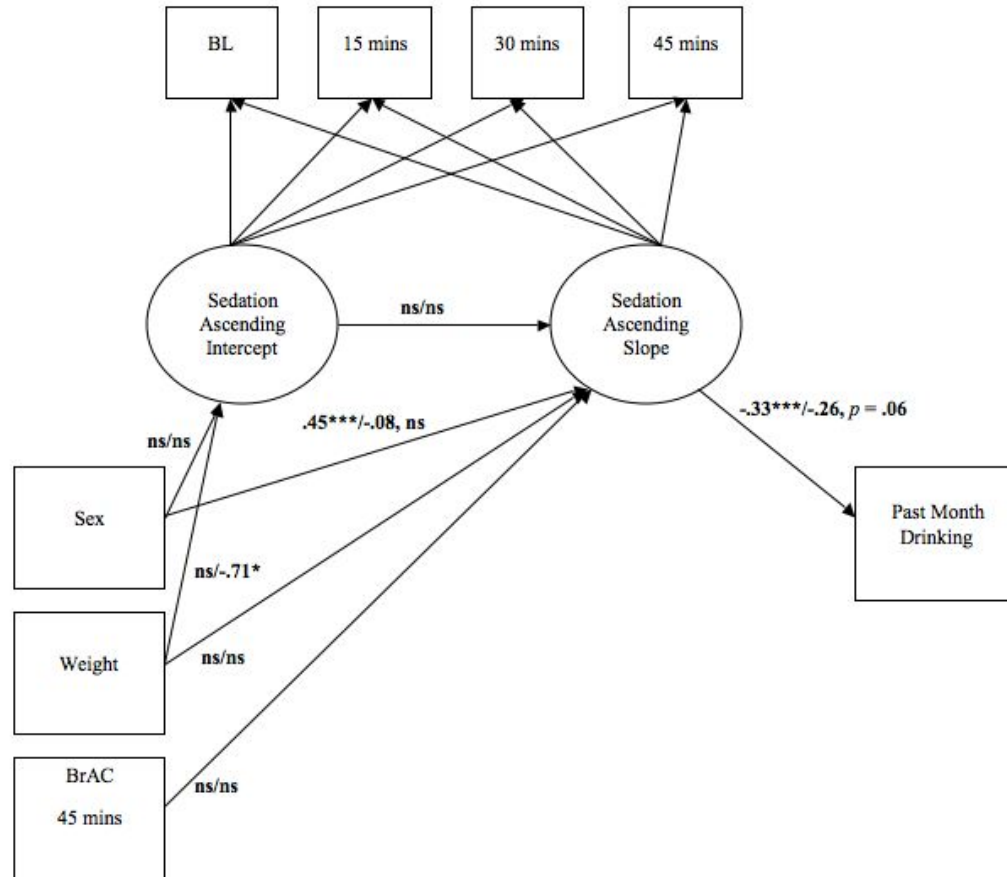 BL
15 mins
30 mins
45 mins
Sedation
Ascending
Intercept
ns/ns
Sedation
Ascending
Slope
.45***/-.08, ns
-.33***/-.26, p = .06
ns/ns
Sex
Past Month
Drinking
ns/-.71*
Weight
ns/ns
BrAC
45 mins
ns/ns